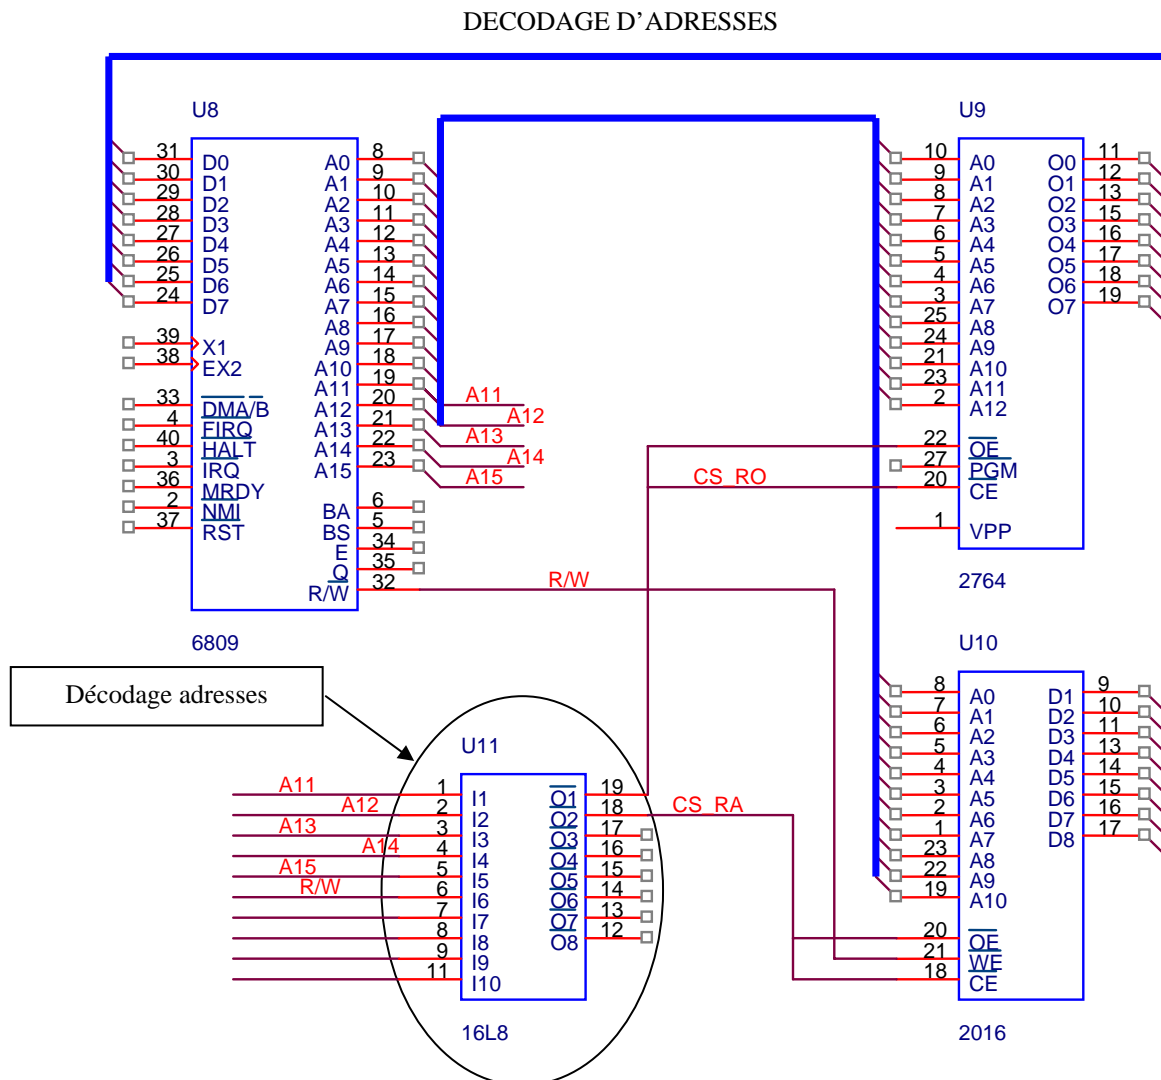 DECODAGE D'ADRESSES
U8
31 D0
30 D1
29 D2
28 D3
27 D4
26 D5
25 D6
24 D7
39 X1
38 EX2
33 DMA/B
4 FIRQ
40 HALT
3 IRQ
36 MRDY
2 NMI
37 RST
A0 8
A1 9
A2 10
A3 11
A4 12
A5 13
A6 14
A7 15
A8 16
A9 17
A10 18
A11 19
A12 20
A13 21
A14 22
A15 23
BA 6
BS 5
E 34
Q 35
R/W 32
6809
A11
A12
A13
A14
A15
R/W
CS_RO
U9
10 A0
9 A1
8 A2
7 A3
6 A4
5 A5
4 A6
3 A7
25 A8
24 A9
21 A10
23 A11
2 A12
22 OE
27 PGM
20 CE
1 VPP
O0 11
O1 12
O2 13
O3 15
O4 16
O5 17
O6 18
O7 19
2764
Décodage adresses
U11
A11 1 I1
A12 2 I2
A13 3 I3
A14 4 I4
A15 5 I5
R/W 6 I6
7 I7
8 I8
9 I9
11 I10
O1 19
O2 18
O3 17
O4 16
O5 15
O6 14
O7 13
O8 12
16L8
CS_RA
U10
8 A0
7 A1
6 A2
5 A3
4 A4
3 A5
2 A6
1 A7
23 A8
22 A9
19 A10
20 OE
21 WE
18 CE
D1 9
D2 10
D3 11
D4 13
D5 14
D6 15
D7 16
D8 17
2016